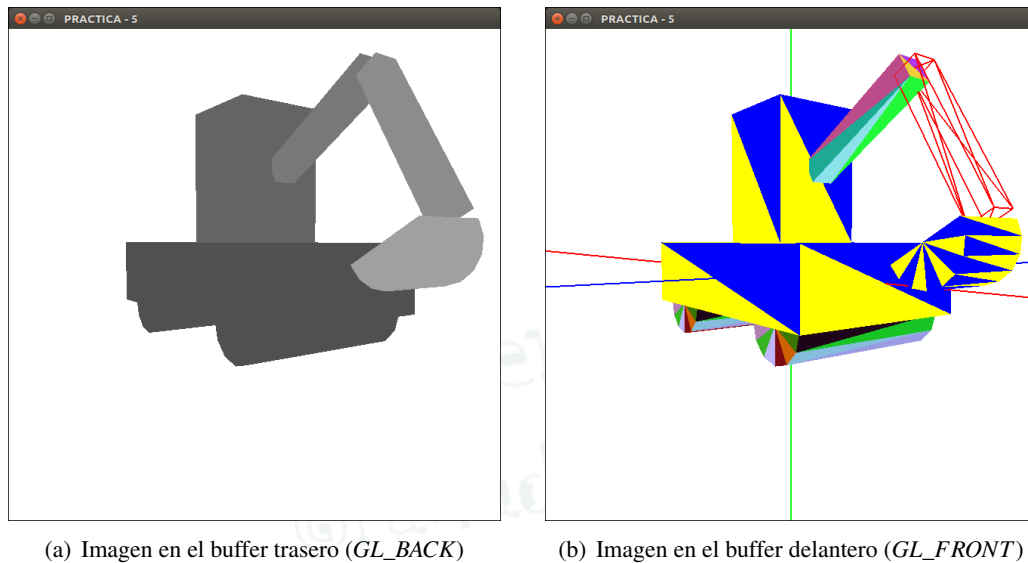 PRACTICA - 5
PRACTICA - 5
(a) Imagen en el buffer trasero (GL_BACK)
(b) Imagen en el buffer delantero (GL_FRONT)